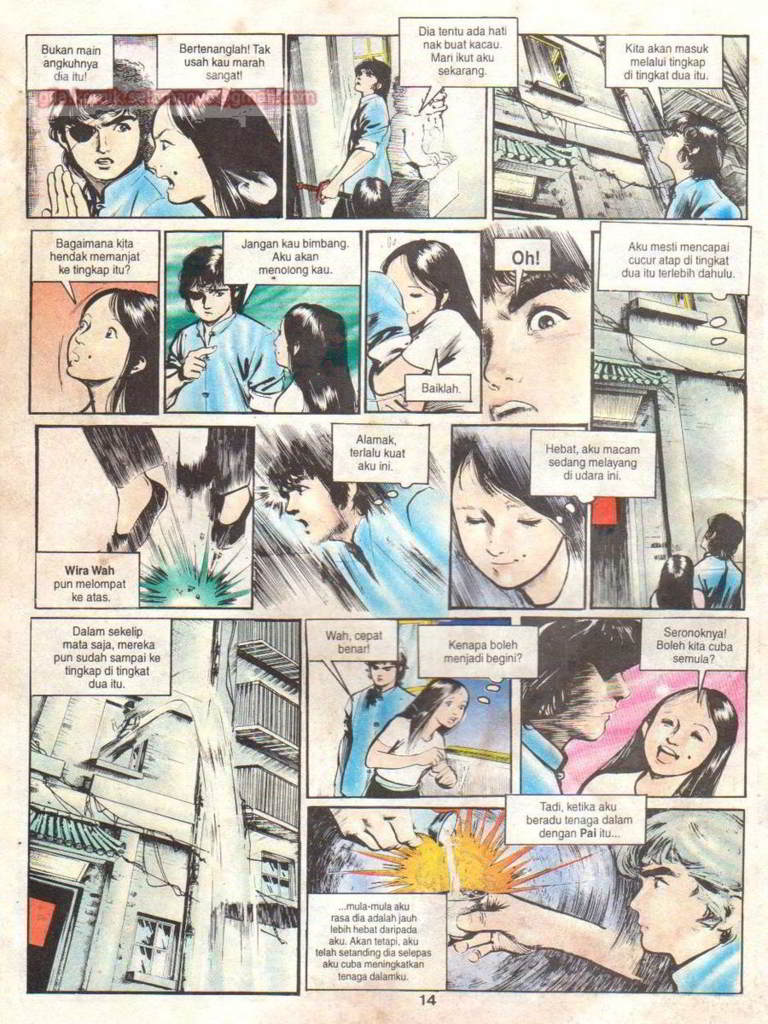 Bukan main
angkuhnya
dia itu!
Bertenanglah! Tak
usah kau marah
sangat!
Dia tentu ada hati
nak buat kacau.
Mari ikut aku
sekarang.
Kita akan masuk
melalui tingkap
di tingkat dua itu.
Bagaimana kita
hendak memanjat
ke tingkap itu?
Jangan kau bimbang.
Aku akan
menolong kau.
Baiklah.
Oh!
Aku mesti mencapai
cucur atap di tingkat
dua itu terlebih dahulu.
Wira Wah
pun melompat
ke atas.
Alamak,
terlalu kuat
aku ini.
Hebat, aku macam
sedang melayang
di udara ini.
Dalam sekelip
mata saja, mereka
pun sudah sampai ke
tingkap di tingkat
dua itu.
Wah, cepat
benar!
Kenapa boleh
menjadi begini?
Seronoknya!
Boleh kita cuba
semula?
Tadi, ketika aku
beradu tenaga dalam
dengan Pai itu...
...mula-mula aku
rasa dia adalah jauh
lebih hebat daripada
aku. Akan tetapi, aku
telah setanding dia selepas
aku cuba meningkatkan
tenaga dalamku.
14